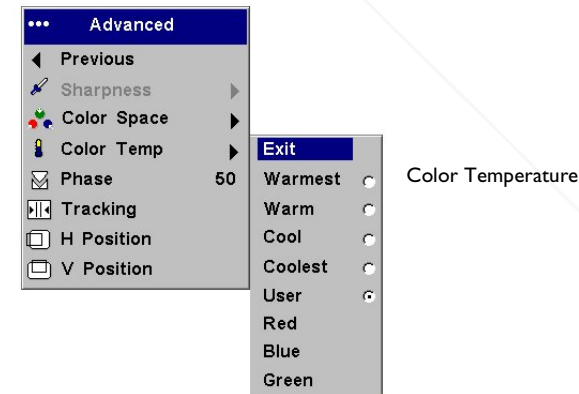 ••• Advanced
Previous
Sharpness
Color Space
Color Temp
Phase 50
Tracking
H Position
V Position
Exit
Warmest
Warm
Cool
Coolest
User
Red
Blue
Green
Color Temperature